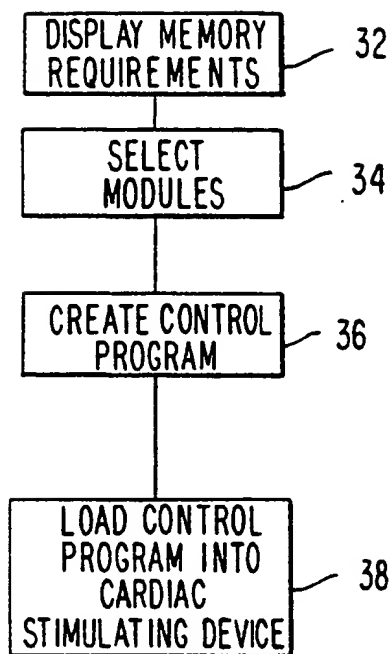 DISPLAY MEMORY
REQUIREMENTS
32
SELECT
MODULES
34
CREATE CONTROL
PROGRAM
36
LOAD CONTROL
PROGRAM INTO
CARDIAC
STIMULATING DEVICE
38